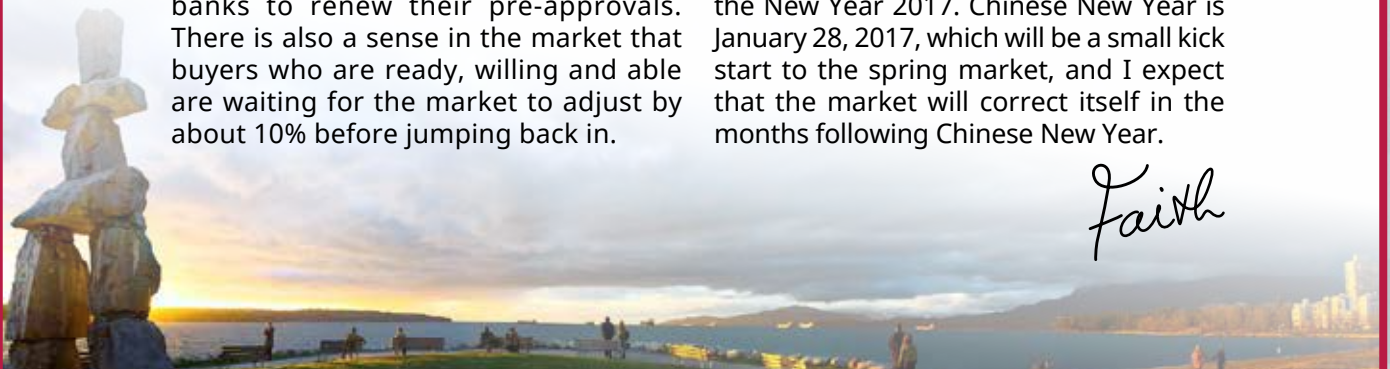 banks to renew their pre-approvals.
There is also a sense in the market that
buyers who are ready, willing and able
are waiting for the market to adjust by
about 10% before jumping back in.
the New Year 2017. Chinese New Year is
January 28, 2017, which will be a small kick
start to the spring market, and I expect
that the market will correct itself in the
months following Chinese New Year.
Faith